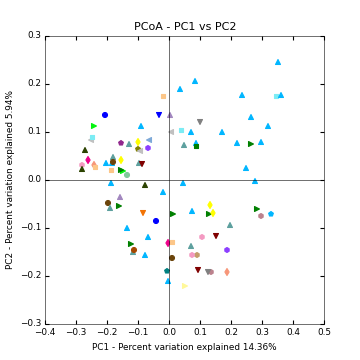 PCoA - PC1 vs PC2
0.3
0.2
0.1
0.0
−0.1
−0.2
−0.3
PC2 - Percent variation explained 5.94%
−0.4 −0.3 −0.2 −0.1 0.0 0.1 0.2 0.3 0.4 0.5
PC1 - Percent variation explained 14.36%